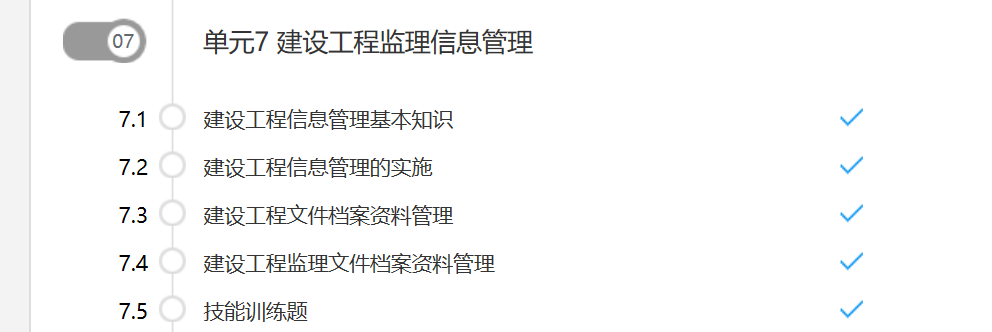 07 单元7 建设工程监理信息管理
7.1 建设工程信息管理基本知识
7.2 建设工程信息管理的实施
7.3 建设工程文件档案资料管理
7.4 建设工程监理文件档案资料管理
7.5 技能训练题